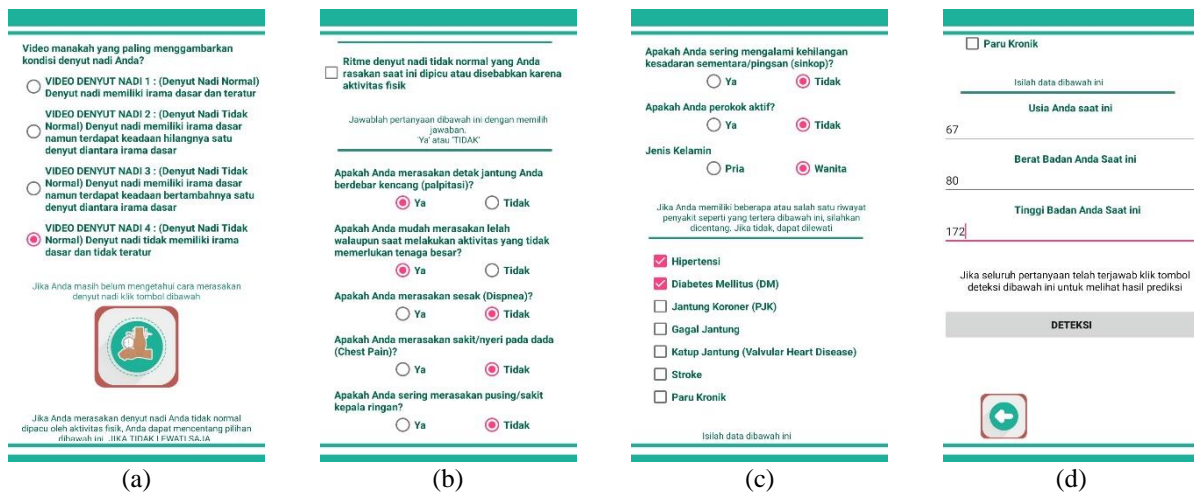 Video manakah yang paling menggambarkan
kondisi denyut nadi Anda?
VIDEO DENYUT NADI 1 : (Denyut Nadi Normal)
Denyut nadi memiliki irama dasar dan teratur
VIDEO DENYUT NADI 2 : (Denyut Nadi Tidak
Normal) Denyut nadi memiliki irama dasar
namun terdapat keadaan hilangnya satu
denyut diantara irama dasar
VIDEO DENYUT NADI 3 : (Denyut Nadi Tidak
Normal) Denyut nadi memiliki irama dasar
namun terdapat keadaan bertambahnya satu
denyut diantara irama dasar
VIDEO DENYUT NADI 4 : (Denyut Nadi Tidak
Normal) Denyut nadi tidak memiliki irama
dasar dan tidak teratur
Jika Anda masih belum mengetahui cara merasakan
denyut nadi klik tombol dibawah
Jika Anda merasakan denyut nadi Anda tidak normal
dipacu oleh aktivitas fisik, Anda dapat mencentang pilihan
dibawah ini. JIKA TIDAK LEWATI SAJA
(a)
Ritme denyut nadi tidak normal yang Anda
rasakan saat ini dipicu atau disebabkan karena
aktivitas fisik
Jawablah pertanyaan dibawah ini dengan memilih
jawaban.
'Ya' atau 'TIDAK'
Apakah Anda merasakan detak jantung Anda
berdebar kencang (palpitasi)?
Ya Tidak
Apakah Anda mudah merasakan lelah
walaupun saat melakukan aktivitas yang tidak
memerlukan tenaga besar?
Ya Tidak
Apakah Anda merasakan sesak (Dispnea)?
Ya Tidak
Apakah Anda merasakan sakit/nyeri pada dada
(Chest Pain)?
Ya Tidak
Apakah Anda sering merasakan pusing/sakit
kepala ringan?
Ya Tidak
(b)
Apakah Anda sering mengalami kehilangan
kesadaran sementara/pingsan (sinkop)?
Ya Tidak
Apakah Anda perokok aktif?
Ya Tidak
Jenis Kelamin
Pria Wanita
Jika Anda memiliki beberapa atau salah satu riwayat
penyakit seperti yang tertera dibawah ini, silahkan
dicentang. Jika tidak, dapat dilewati
Hipertensi
Diabetes Mellitus (DM)
Jantung Koroner (PJK)
Gagal Jantung
Katup Jantung (Valvular Heart Disease)
Stroke
Paru Kronik
Isilah data dibawah ini
(c)
Paru Kronik
Isilah data dibawah ini
Usia Anda saat ini
67
Berat Badan Anda Saat ini
80
Tinggi Badan Anda Saat ini
172
Jika seluruh pertanyaan telah terjawab klik tombol
deteksi dibawah ini untuk melihat hasil prediksi
DETEKSI
(d)